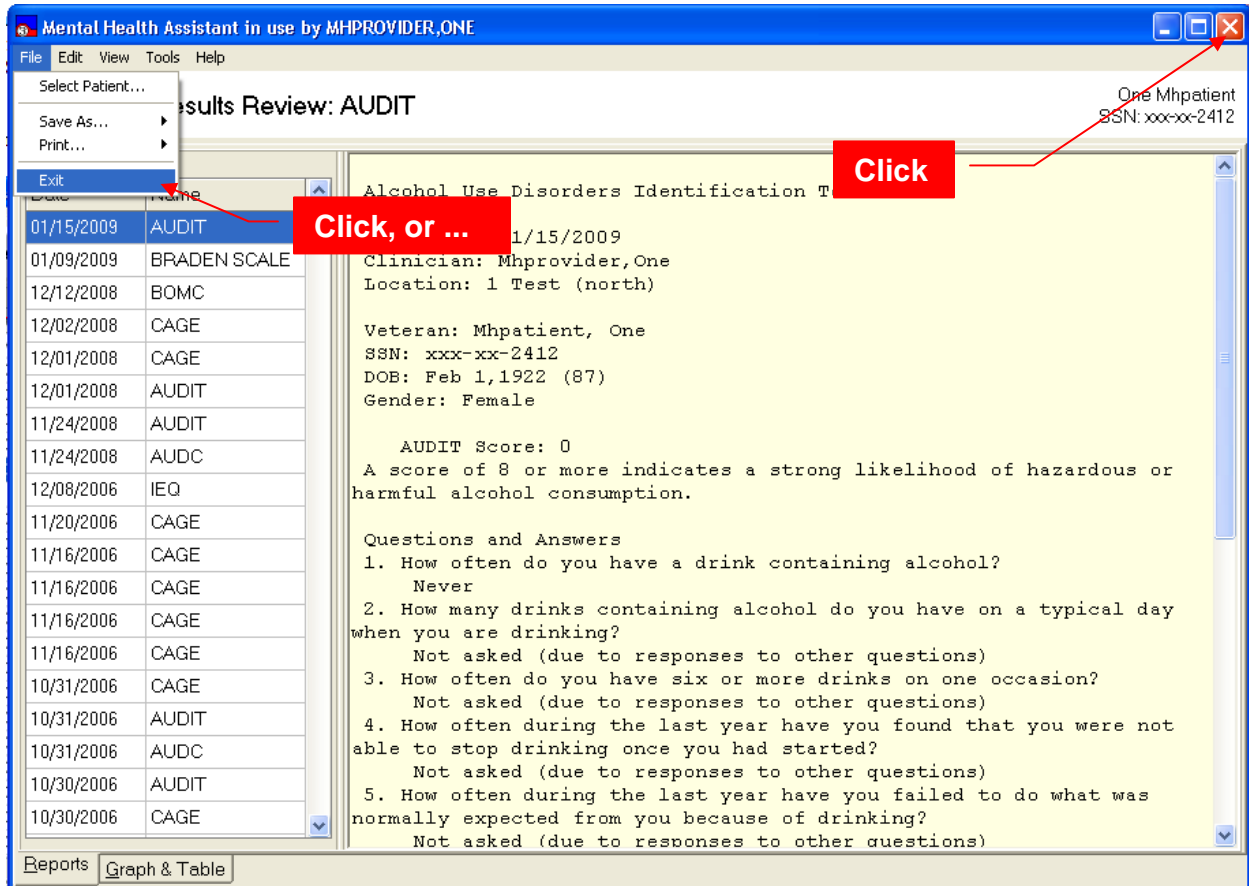 Mental Health Assistant in use by MHPROVIDER,ONE
File Edit View Tools Help
Select Patient...
Save As...
Print...
Exit
sults Review: AUDIT
One Mhpatient
SSN: xxx-xx-2412
Click
Click, or ...
Date Name
01/15/2009 AUDIT
01/09/2009 BRADEN SCALE
12/12/2008 BOMC
12/02/2008 CAGE
12/01/2008 CAGE
12/01/2008 AUDIT
11/24/2008 AUDIT
11/24/2008 AUDC
12/08/2006 IEQ
11/20/2006 CAGE
11/16/2006 CAGE
11/16/2006 CAGE
11/16/2006 CAGE
11/16/2006 CAGE
10/31/2006 CAGE
10/31/2006 AUDIT
10/31/2006 AUDC
10/30/2006 AUDIT
10/30/2006 CAGE
Alcohol Use Disorders Identification T
1/15/2009
Clinician: Mhprovider,One
Location: 1 Test (north)
Veteran: Mhpatient, One
SSN: xxx-xx-2412
DOB: Feb 1,1922 (87)
Gender: Female
AUDIT Score: 0
A score of 8 or more indicates a strong likelihood of hazardous or
harmful alcohol consumption.
Questions and Answers
1. How often do you have a drink containing alcohol?
Never
2. How many drinks containing alcohol do you have on a typical day
when you are drinking?
Not asked (due to responses to other questions)
3. How often do you have six or more drinks on one occasion?
Not asked (due to responses to other questions)
4. How often during the last year have you found that you were not
able to stop drinking once you had started?
Not asked (due to responses to other questions)
5. How often during the last year have you failed to do what was
normally expected from you because of drinking?
Not asked (due to responses to other questions)
Reports Graph & Table